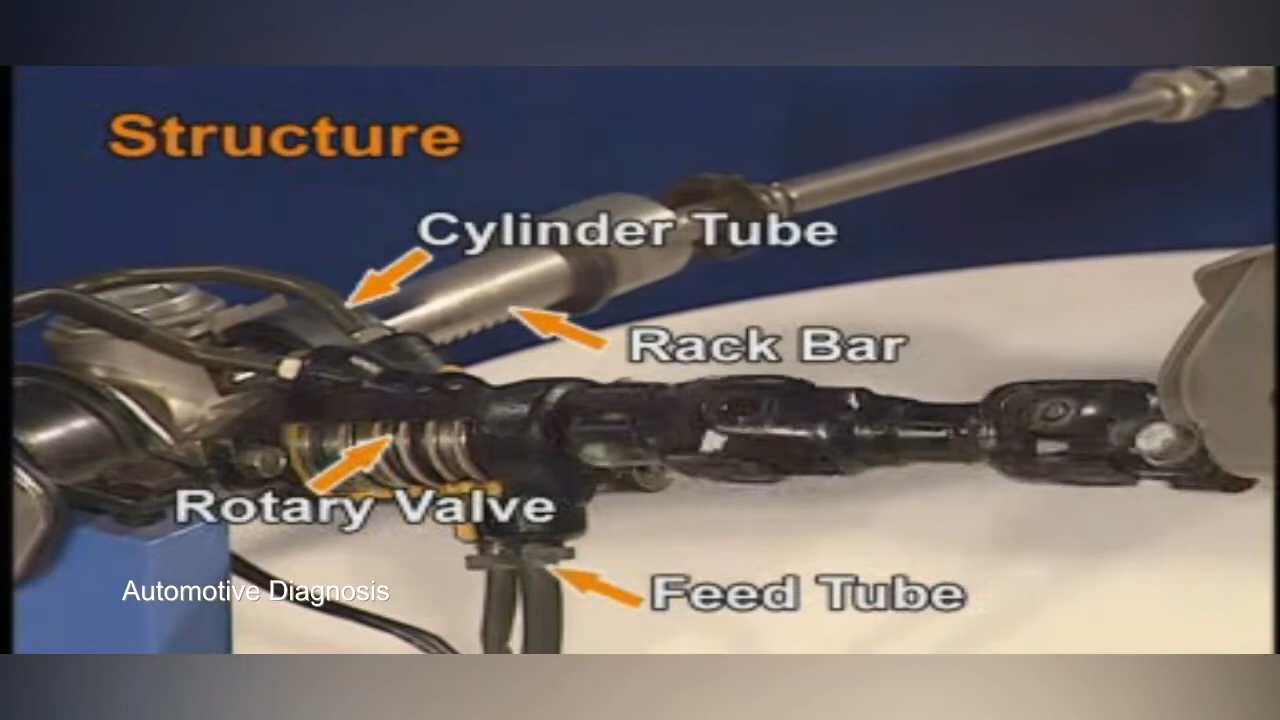 Structure
Cylinder Tube
Rack Bar
Rotary Valve
Automotive Diagnosis
Feed Tube